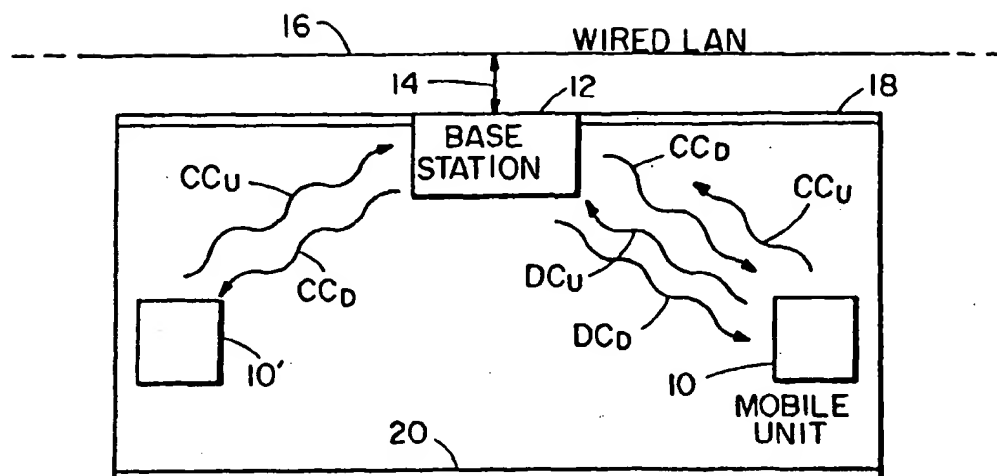 16
WIRED LAN
14
12
18
BASE
STATION
CCU
CCD
CCD
CCU
DCU
DCD
10'
10
MOBILE
UNIT
20